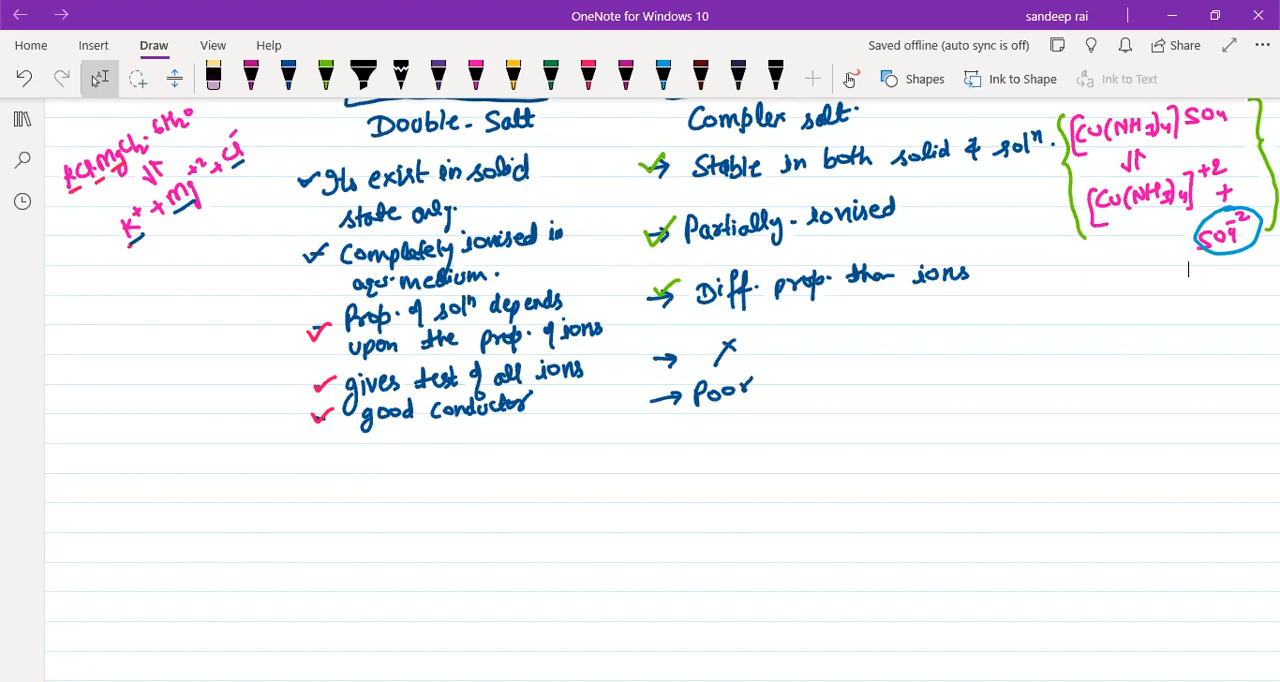 OneNote for Windows 10
sandeep rai
Home
Insert
Draw
View
Help
Saved offline (auto sync is off)
Share
Shapes
Ink to Shape
Ink to Text
Double-Salt
Complex salt.
KCl.MgCl2.6H2O
⇌
K+ + Mg+2 + Cl-
✓ Its exist in solid
state only.
✓ Completely ionised in
aqu. medium.
✓ Prop. of soln depends
upon the prop. of ions
✓ gives test of all ions
✓ good conductor
→ Stable in both solid & soln.
→ Partially-ionised
→ Diff. prop. than ions
→ ✗
→ Poor
[Cu(NH3)4]SO4
⇌
[Cu(NH3)4]+2
+
SO4-2